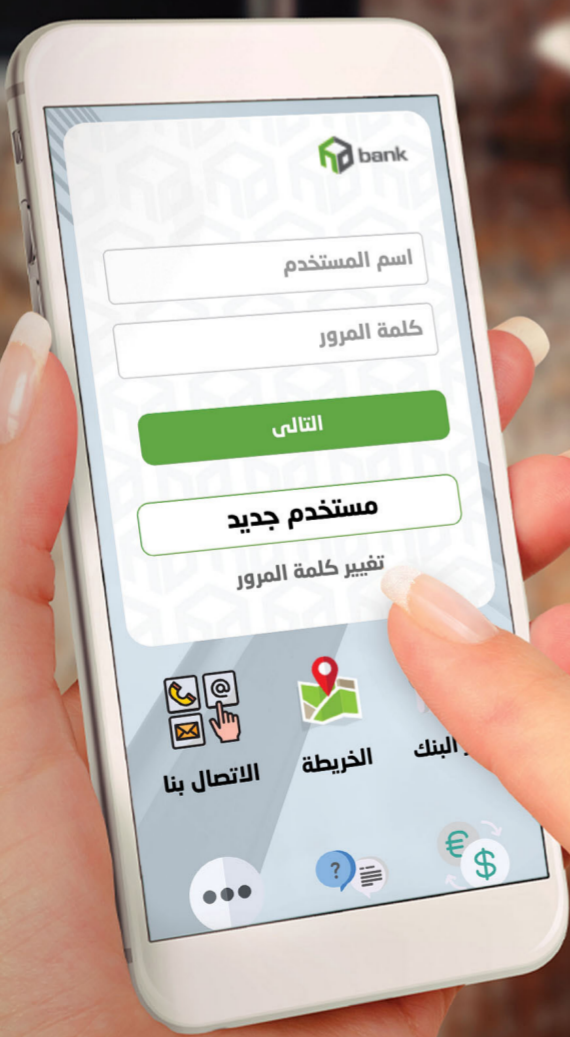 bank
اسم المستخدم
كلمة المرور
التالى
مستخدم جديد
تغيير كلمة المرور
البنك
الخريطة
الاتصال بنا